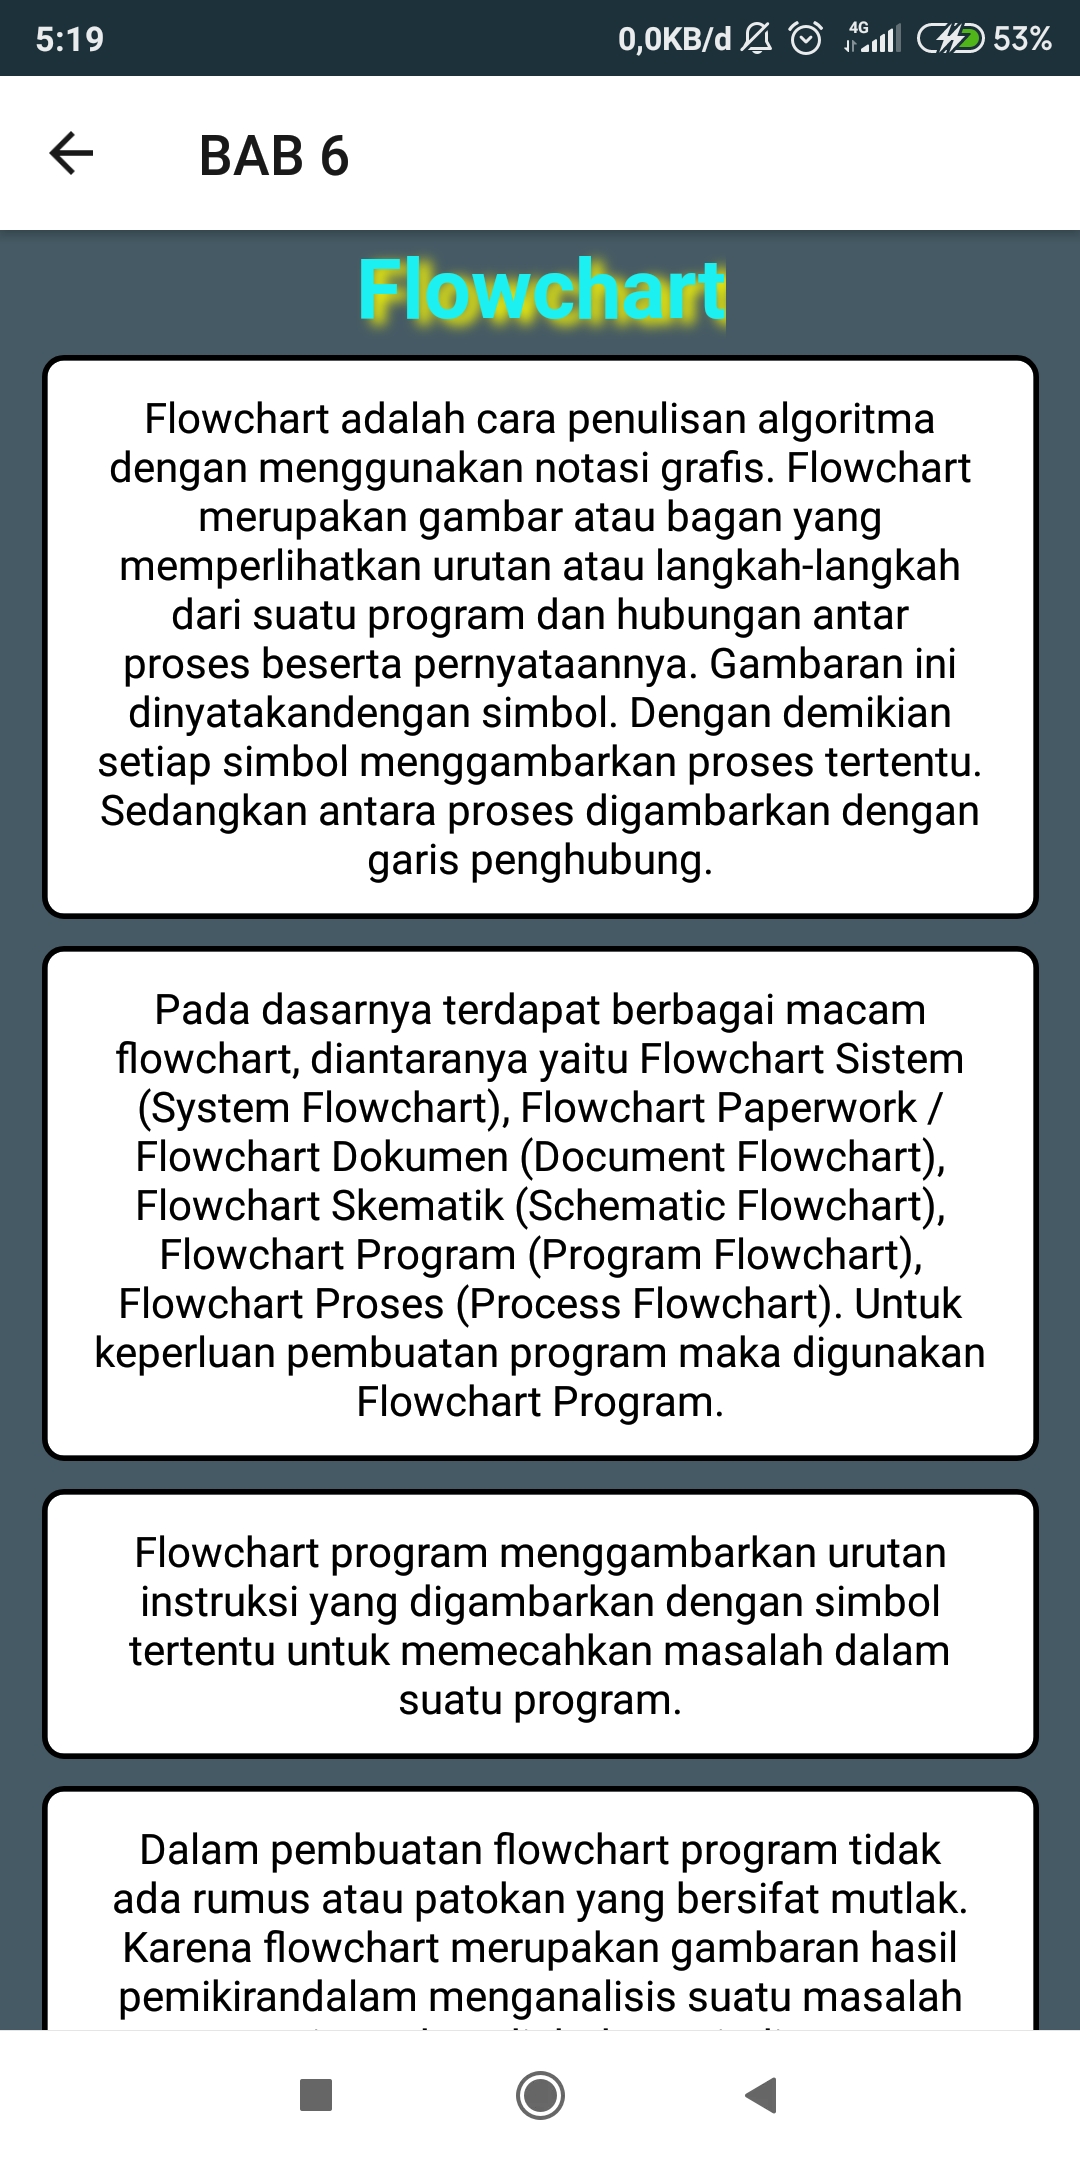 5:19
0,0KB/d
4G
53%
BAB 6
Flowchart
Flowchart adalah cara penulisan algoritma
dengan menggunakan notasi grafis. Flowchart
merupakan gambar atau bagan yang
memperlihatkan urutan atau langkah-langkah
dari suatu program dan hubungan antar
proses beserta pernyataannya. Gambaran ini
dinyatakandengan simbol. Dengan demikian
setiap simbol menggambarkan proses tertentu.
Sedangkan antara proses digambarkan dengan
garis penghubung.
Pada dasarnya terdapat berbagai macam
flowchart, diantaranya yaitu Flowchart Sistem
(System Flowchart), Flowchart Paperwork /
Flowchart Dokumen (Document Flowchart),
Flowchart Skematik (Schematic Flowchart),
Flowchart Program (Program Flowchart),
Flowchart Proses (Process Flowchart). Untuk
keperluan pembuatan program maka digunakan
Flowchart Program.
Flowchart program menggambarkan urutan
instruksi yang digambarkan dengan simbol
tertentu untuk memecahkan masalah dalam
suatu program.
Dalam pembuatan flowchart program tidak
ada rumus atau patokan yang bersifat mutlak.
Karena flowchart merupakan gambaran hasil
pemikirandalam menganalisis suatu masalah